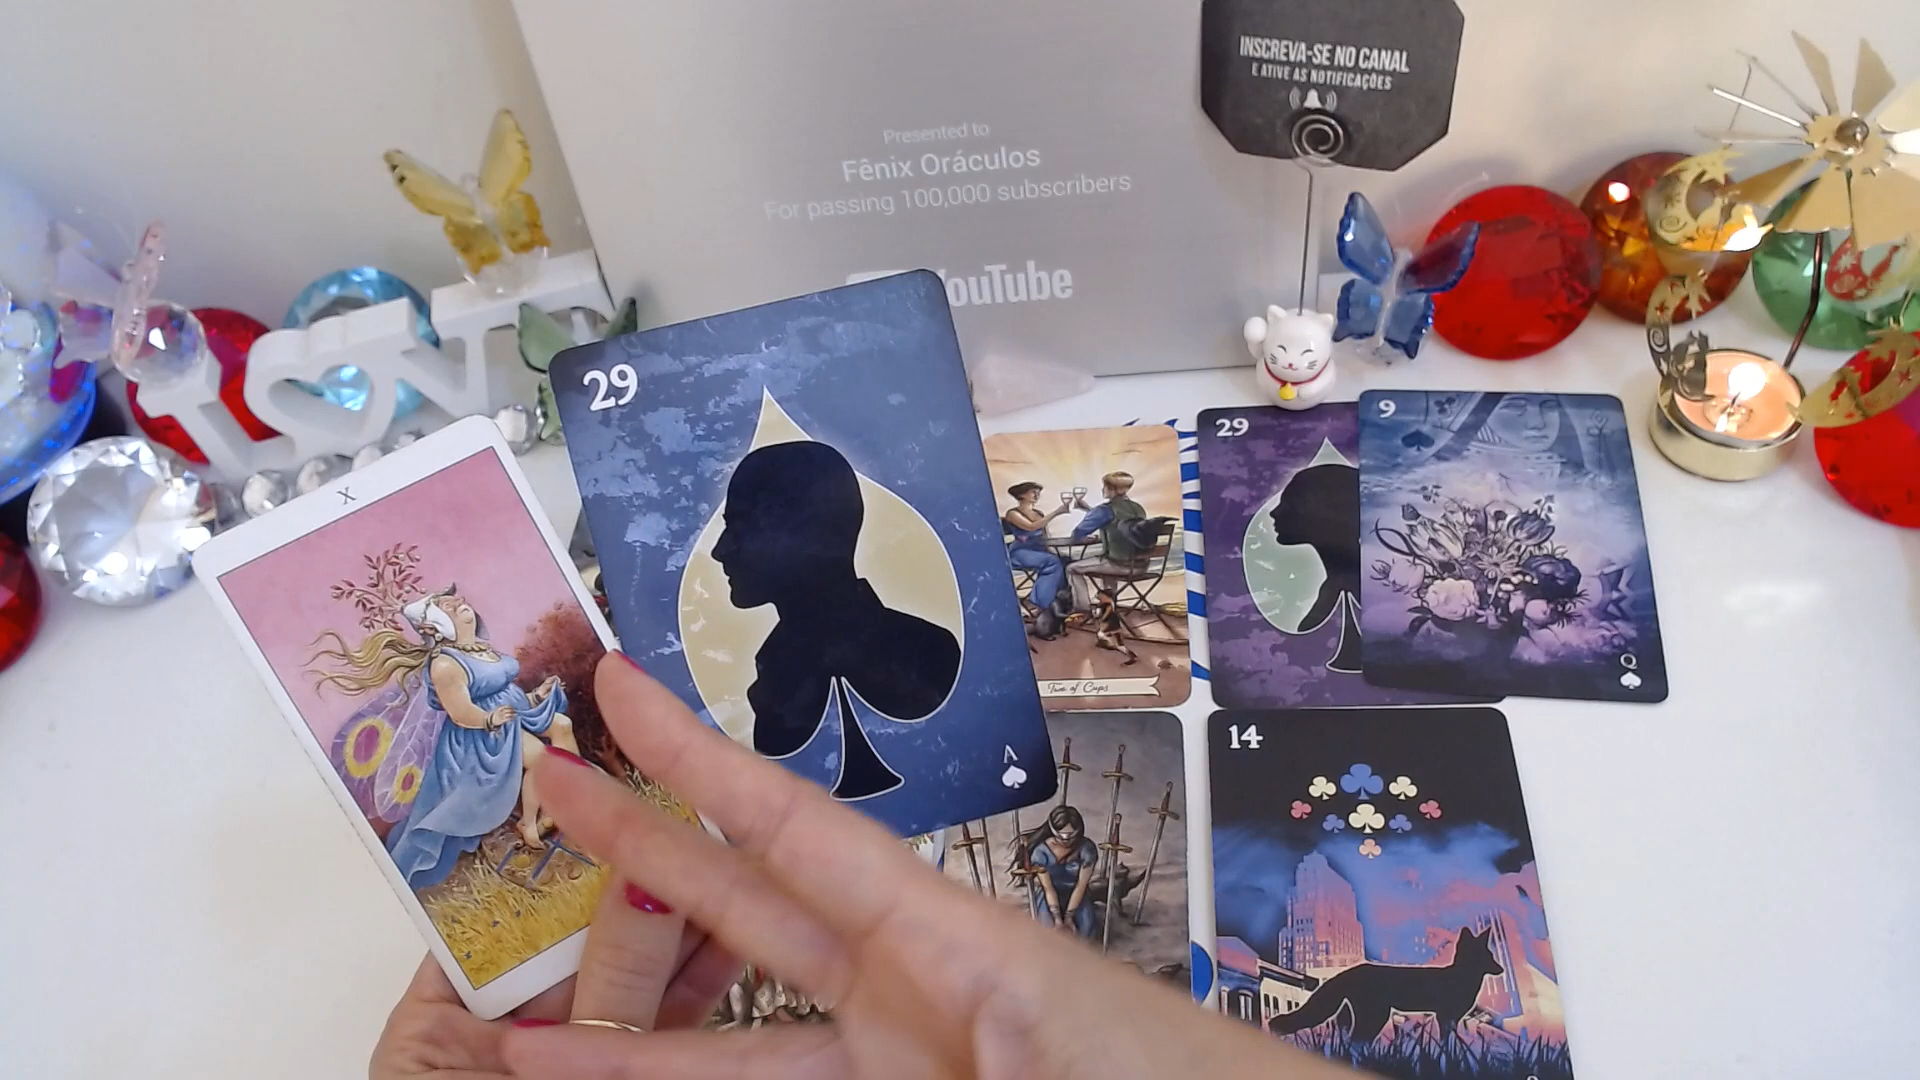 INSCREVA-SE NO CANAL
E ATIVE AS NOTIFICAÇÕES
Presented to
Fênix Oráculos
For passing 100,000 subscribers
YouTube
LOVE
X
29
A
Two of Cups
29
9
Q
14